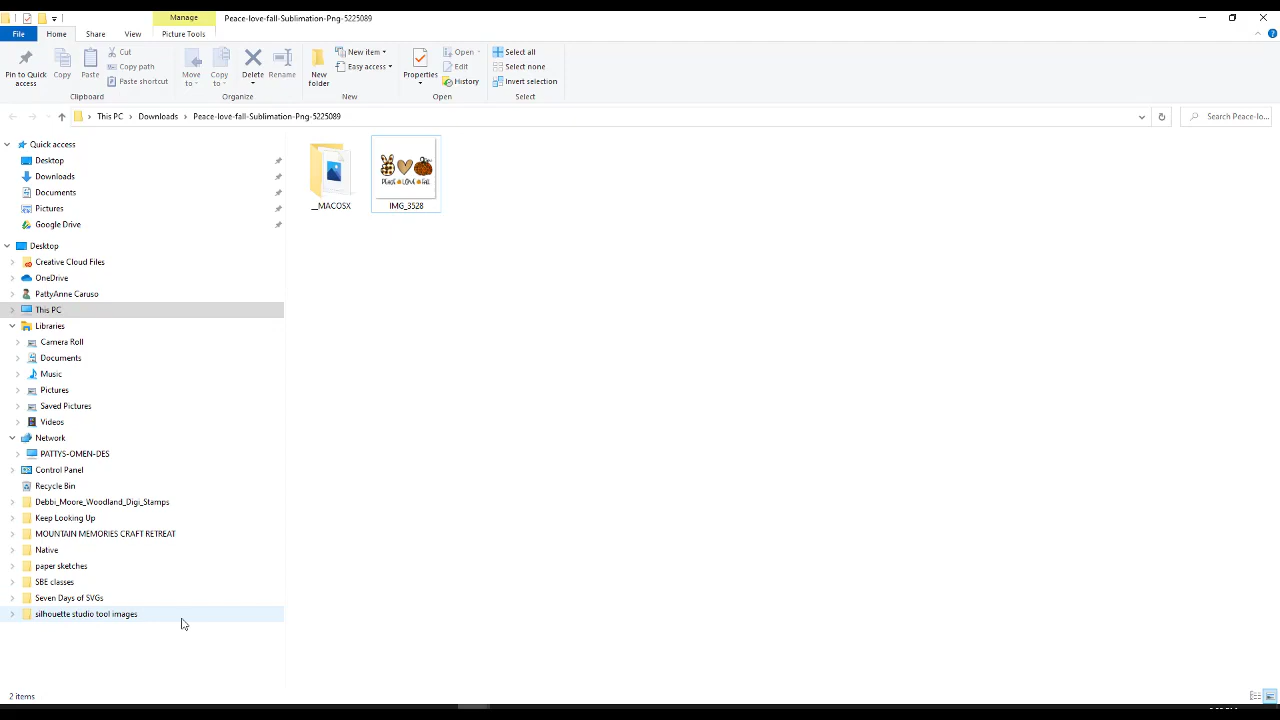 Manage
Peace-love-fall-Sublimation-Png-5225089
File
Home
Share
View
Picture Tools
Pin to Quick
access
Copy
Paste
Cut
Copy path
Paste shortcut
Clipboard
Move
to
Copy
to
Delete
Rename
Organize
New
folder
New item
Easy access
New
Properties
Open
Edit
History
Open
Select all
Select none
Invert selection
Select
This PC
Downloads
Peace-love-fall-Sublimation-Png-5225089
Search Peace-lo...
Quick access
Desktop
Downloads
Documents
Pictures
Google Drive
Desktop
Creative Cloud Files
OneDrive
PattyAnne Caruso
This PC
Libraries
Camera Roll
Documents
Music
Pictures
Saved Pictures
Videos
Network
PATTYS-OMEN-DES
Control Panel
Recycle Bin
Debbi_Moore_Woodland_Digi_Stamps
Keep Looking Up
MOUNTAIN MEMORIES CRAFT RETREAT
Native
paper sketches
SBE classes
Seven Days of SVGs
silhouette studio tool images
PEACE LOVE FALL
__MACOSX
IMG_3528
2 items